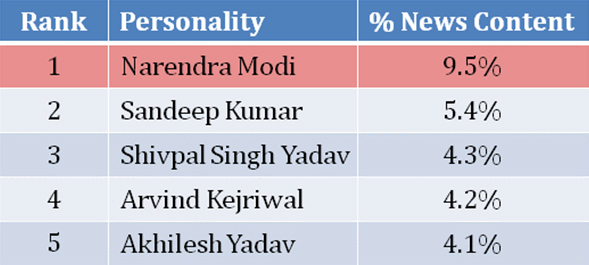 Rank Personality % News Content
1 Narendra Modi 9.5%
2 Sandeep Kumar 5.4%
3 Shivpal Singh Yadav 4.3%
4 Arvind Kejriwal 4.2%
5 Akhilesh Yadav 4.1%